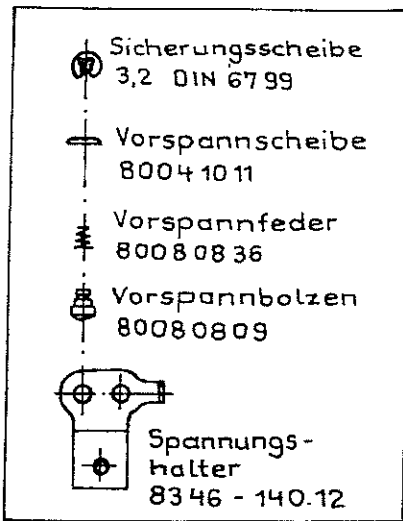 Sicherungsscheibe
3,2 DIN 6799
Vorspannscheibe
80041011
Vorspannfeder
80080836
Vorspannbolzen
80080809
Spannungs-
halter
8346 - 140.12